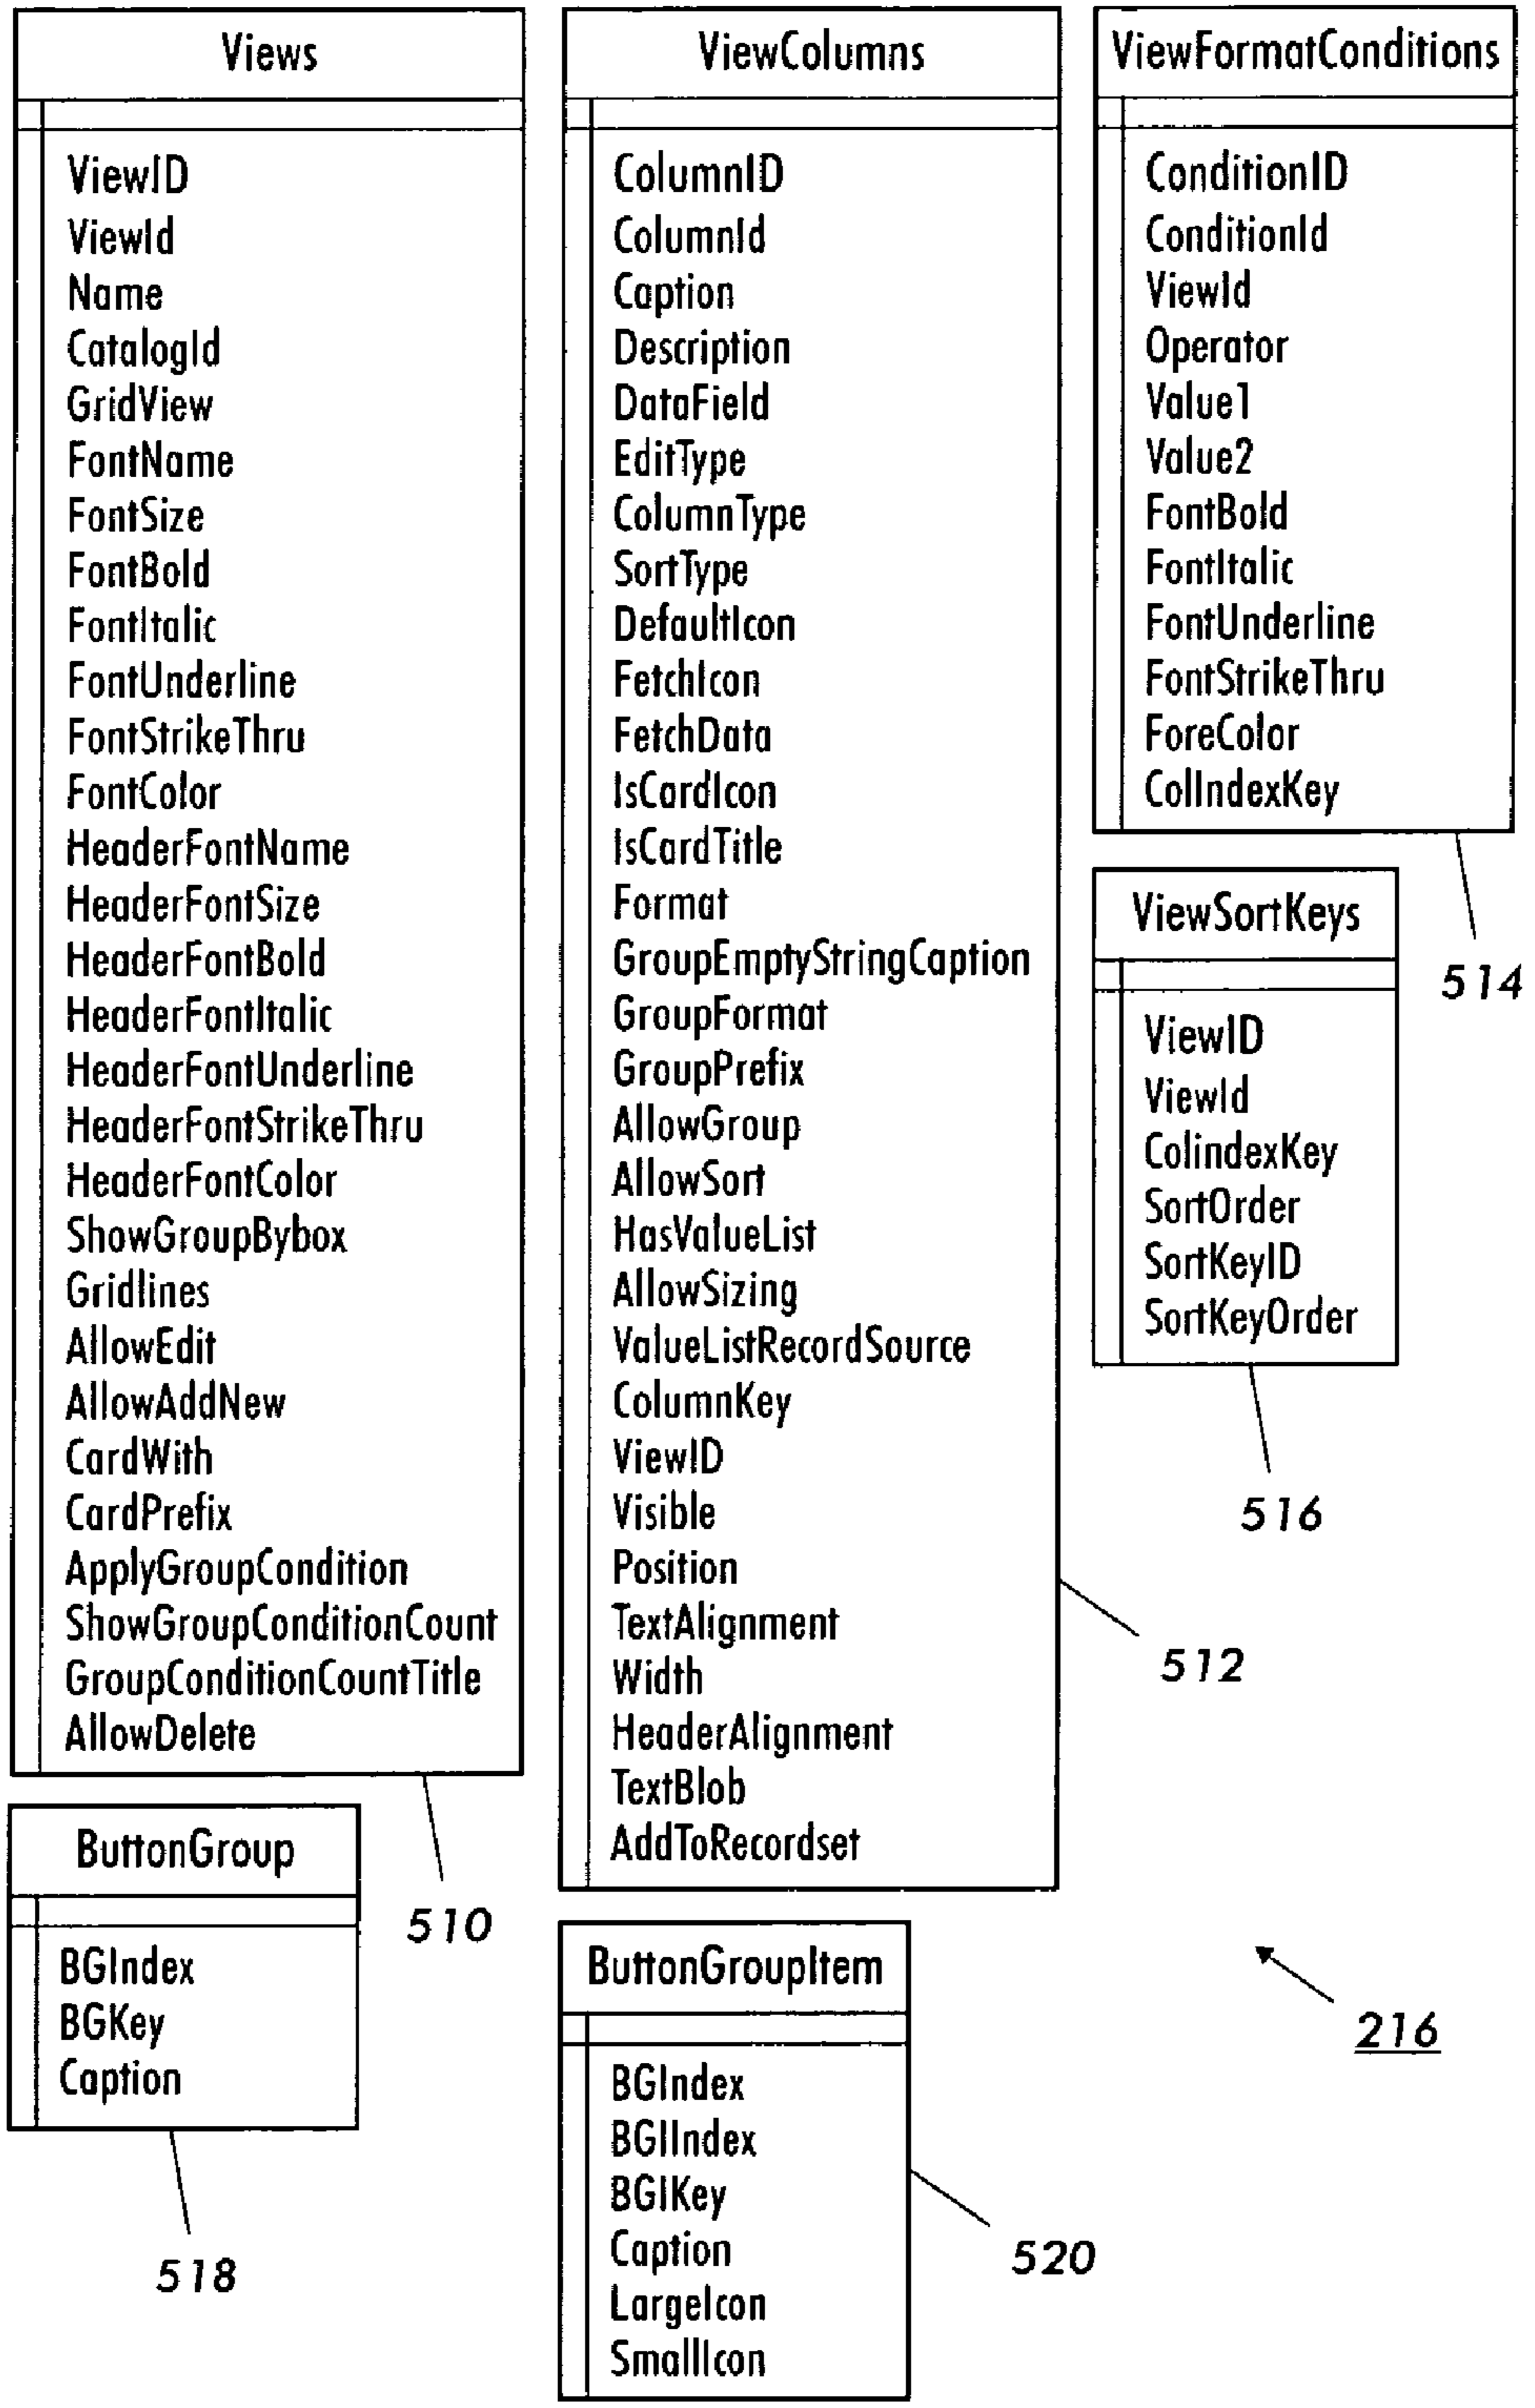 Views
ViewID
ViewId
Name
CatalogId
GridView
FontName
FontSize
FontBold
FontItalic
FontUnderline
FontStrikeThru
FontColor
HeaderFontName
HeaderFontSize
HeaderFontBold
HeaderFontItalic
HeaderFontUnderline
HeaderFontStrikeThru
HeaderFontColor
ShowGroupBybox
Gridlines
AllowEdit
AllowAddNew
CardWith
CardPrefix
ApplyGroupCondition
ShowGroupConditionCount
GroupConditionCountTitle
AllowDelete
510
ViewColumns
ColumnID
ColumnId
Caption
Description
DataField
EditType
ColumnType
SortType
DefaultIcon
FetchIcon
FetchData
IsCardIcon
IsCardTitle
Format
GroupEmptyStringCaption
GroupFormat
GroupPrefix
AllowGroup
AllowSort
HasValueList
AllowSizing
ValueListRecordSource
ColumnKey
ViewID
Visible
Position
TextAlignment
Width
HeaderAlignment
TextBlob
AddToRecordset
512
ViewFormatConditions
ConditionID
ConditionId
ViewId
Operator
Value1
Value2
FontBold
FontItalic
FontUnderline
FontStrikeThru
ForeColor
ColIndexKey
514
ViewSortKeys
ViewID
ViewId
ColindexKey
SortOrder
SortKeyID
SortKeyOrder
516
ButtonGroup
BGIndex
BGKey
Caption
518
ButtonGroupItem
BGIndex
BGIIndex
BGIKey
Caption
LargeIcon
SmallIcon
520
216